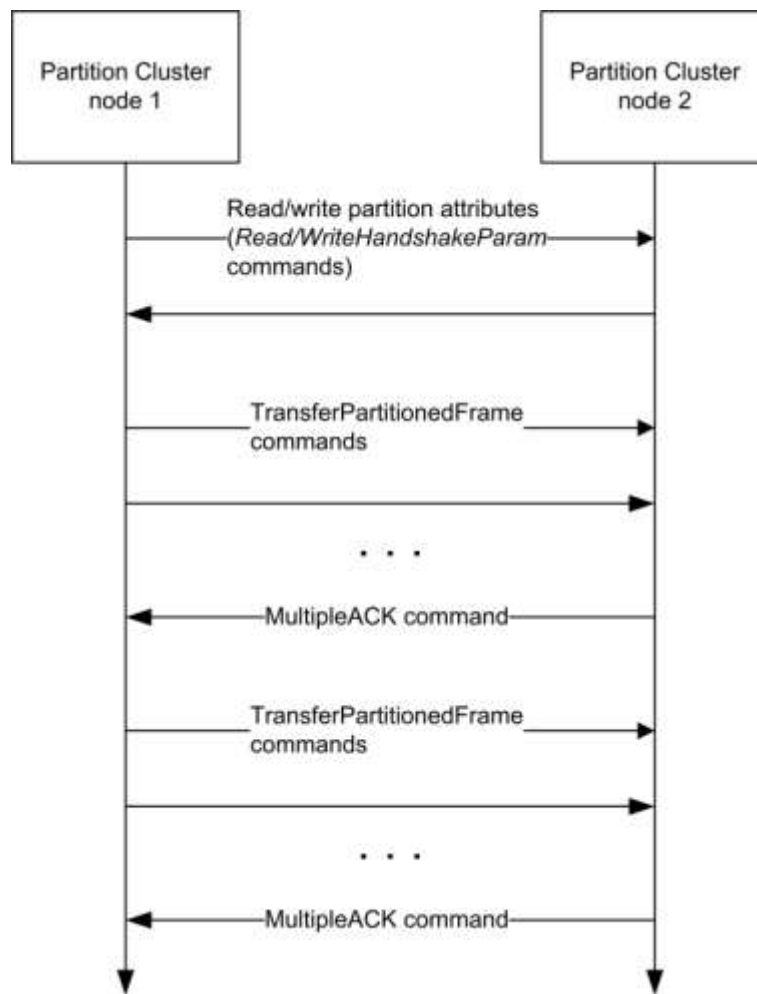 Partition Cluster
node 1
Partition Cluster
node 2
Read/write partition attributes
(Read/WriteHandshakeParam
commands)
TransferPartitionedFrame
commands
. . .
MultipleACK command
TransferPartitionedFrame
commands
. . .
MultipleACK command